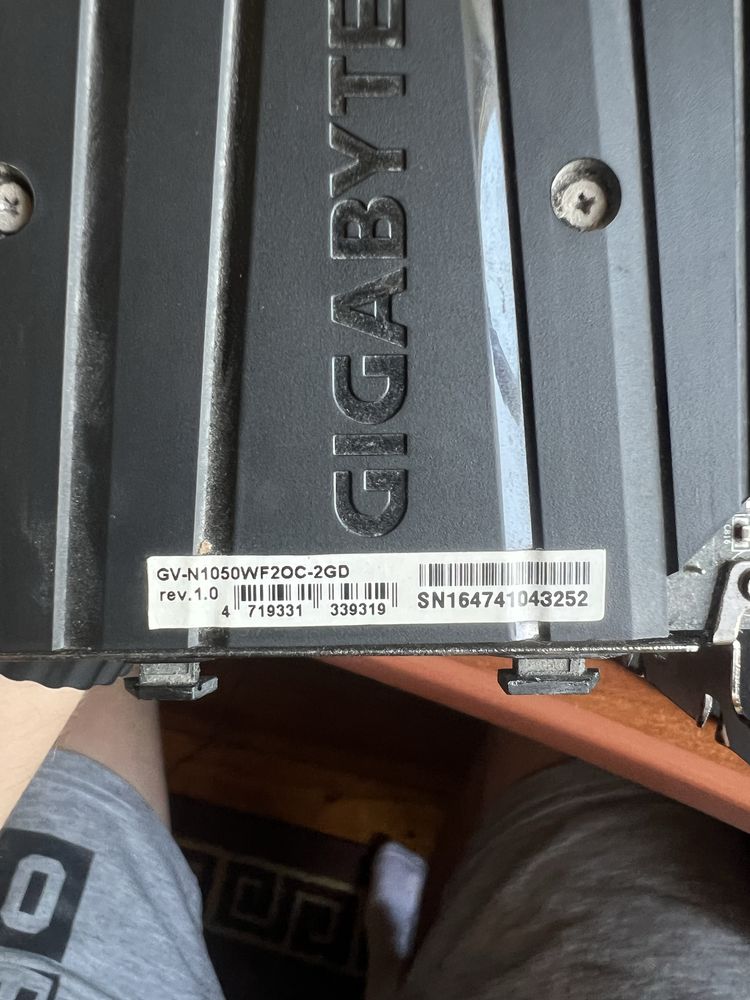 GIGABYTE
GV-N1050WF2OC-2GD
rev.1.0
4 719331 339319
SN164741043252